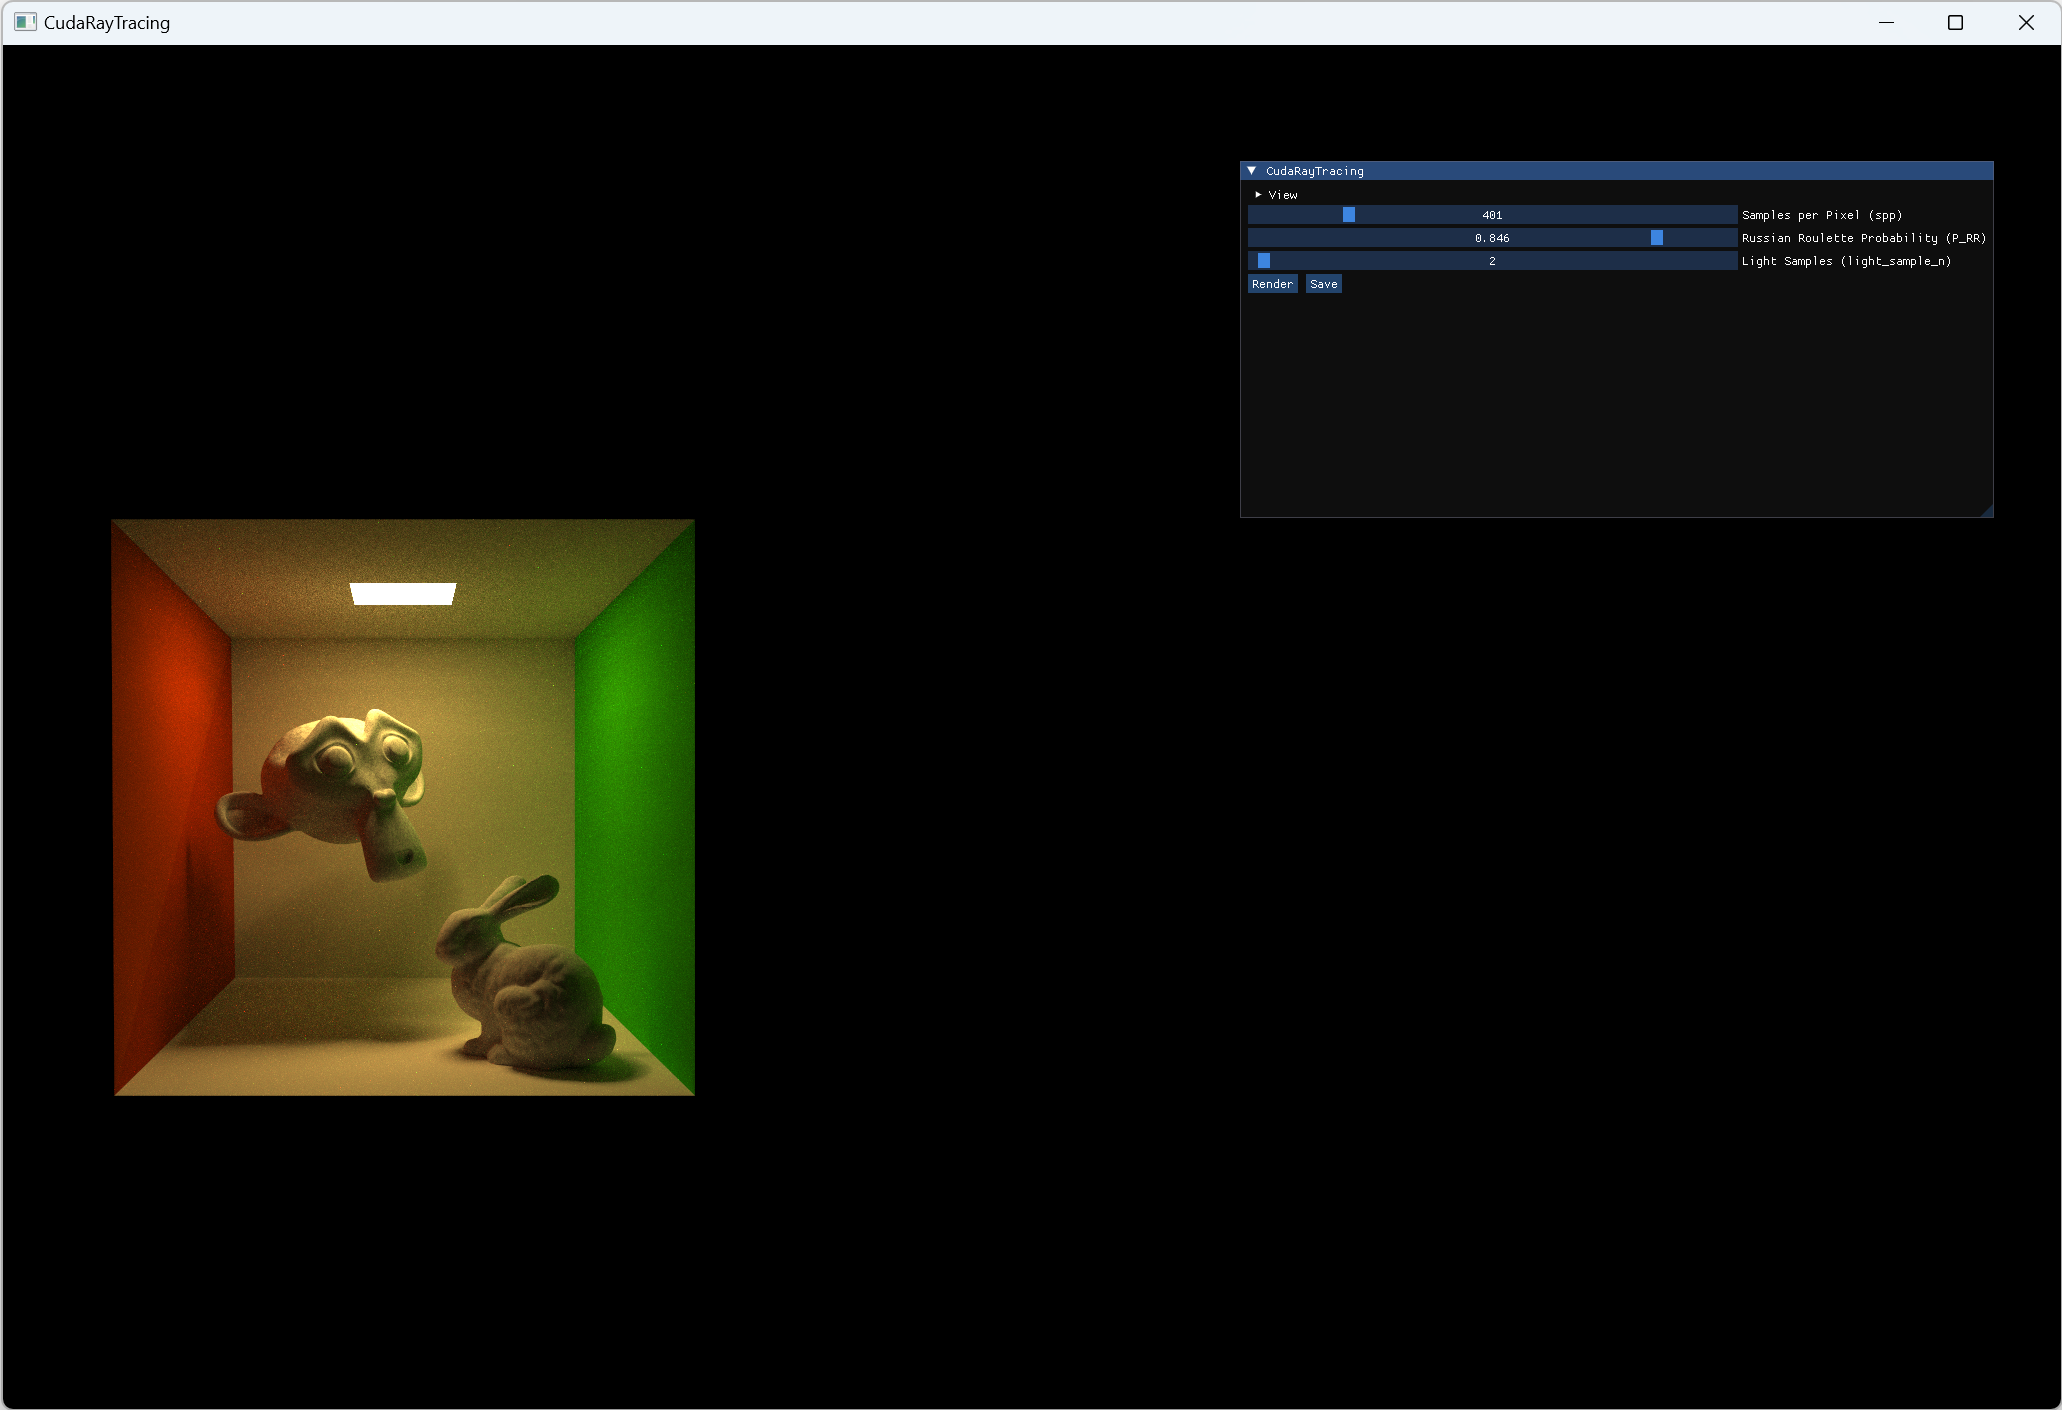 CudaRayTracing
CudaRayTracing
View
401 Samples per Pixel (spp)
0.846 Russian Roulette Probability (P_RR)
2 Light Samples (light_sample_n)
Render Save